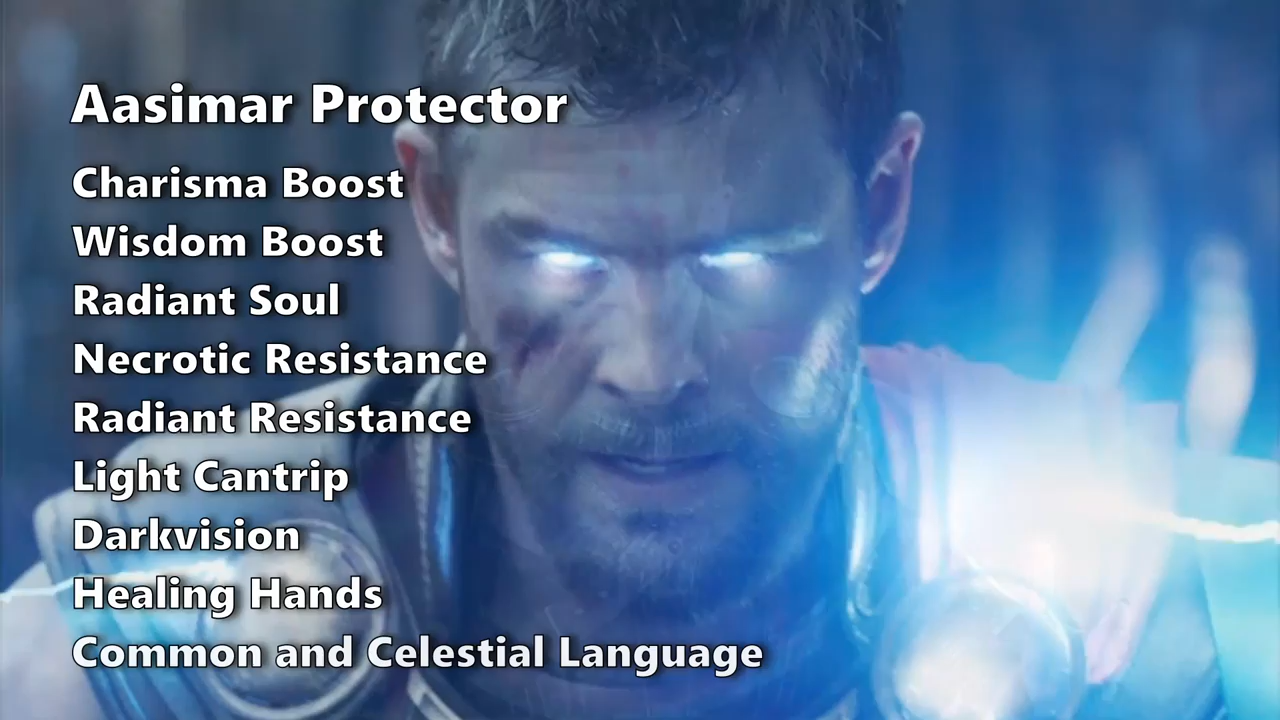 Aasimar Protector
Charisma Boost
Wisdom Boost
Radiant Soul
Necrotic Resistance
Radiant Resistance
Light Cantrip
Darkvision
Healing Hands
Common and Celestial Language